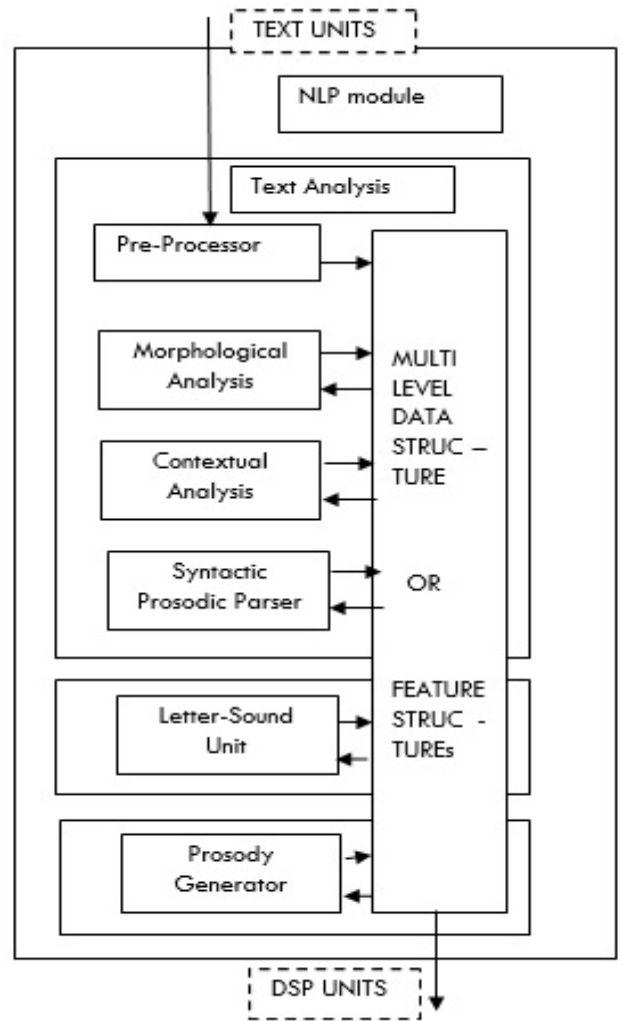 TEXT UNITS
NLP module
Text Analysis
Pre-Processor
Morphological
Analysis
Contextual
Analysis
Syntactic
Prosodic Parser
Letter-Sound
Unit
Prosody
Generator
MULTI
LEVEL
DATA
STRUC –
TURE
OR
FEATURE
STRUC -
TUREs
DSP UNITS